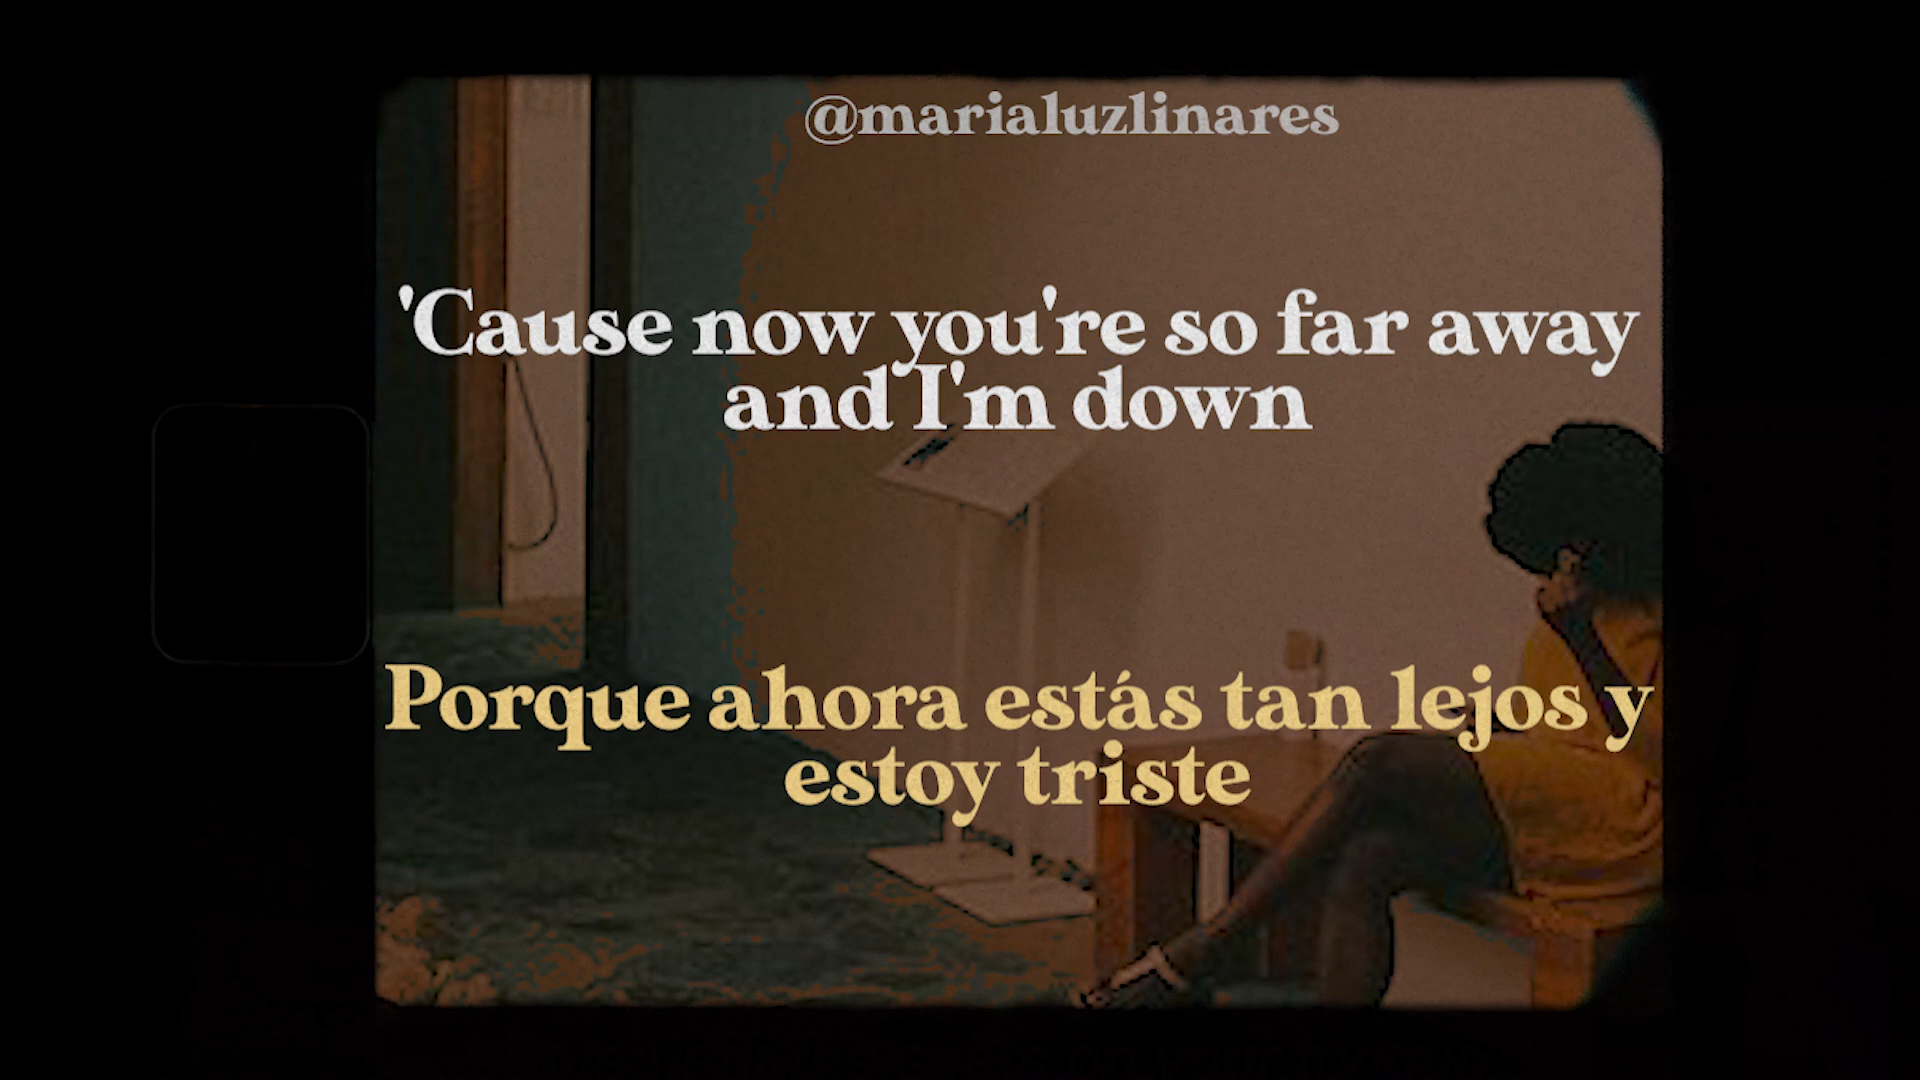 @marialuzlinares
'Cause now you're so far away
and I'm down
Porque ahora estás tan lejos y
estoy triste